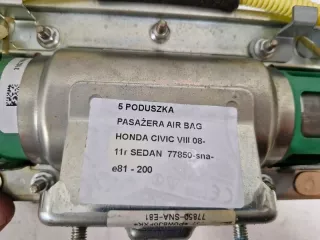 5 PODUSZKA
PASAŻERA AIR BAG
HONDA CIVIC VIII 08-
11r SEDAN 77850-sna-
e81 - 200
77850-SNA-E81